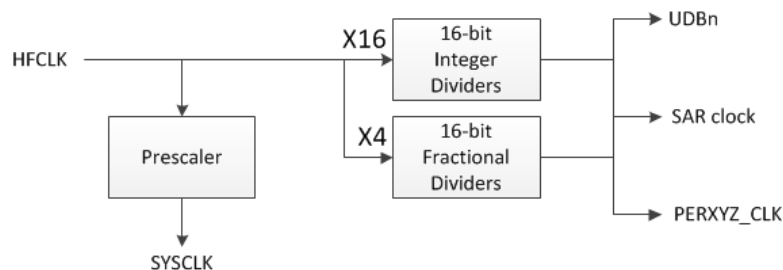 HFCLK
Prescaler
SYSCLK
X16
16-bit
Integer
Dividers
X4
16-bit
Fractional
Dividers
UDBn
SAR clock
PERXYZ_CLK